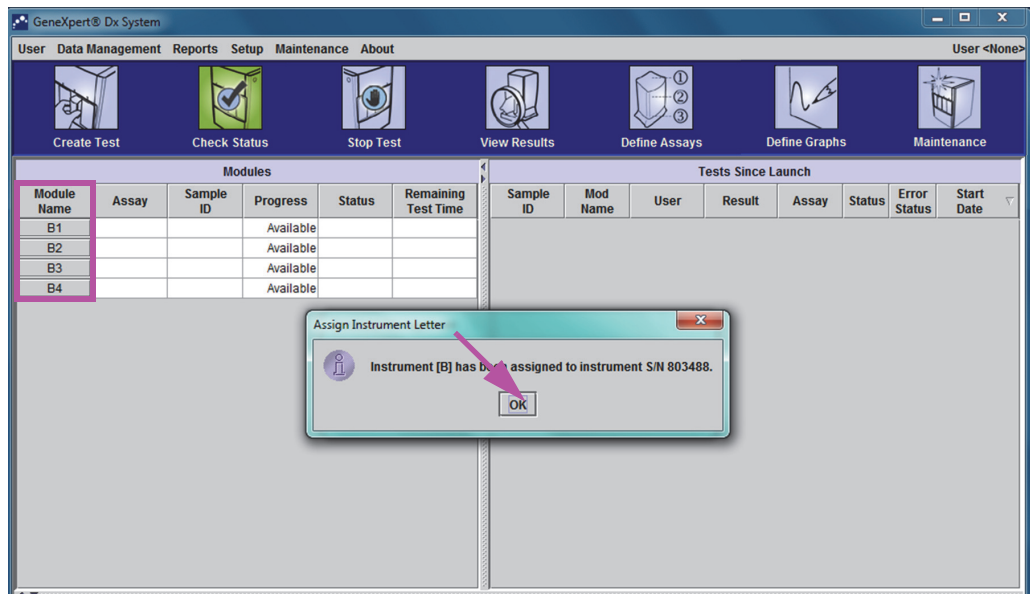 GeneXpert® Dx System
User Data Management Reports Setup Maintenance About User <None>
① ② ③
Create Test Check Status Stop Test View Results Define Assays Define Graphs Maintenance
Modules
Module Name Assay Sample ID Progress Status Remaining Test Time
B1 Available
B2 Available
B3 Available
B4 Available
Tests Since Launch
Sample ID Mod Name User Result Assay Status Error Status Start Date
Assign Instrument Letter
Instrument [B] has been assigned to instrument S/N 803488.
OK